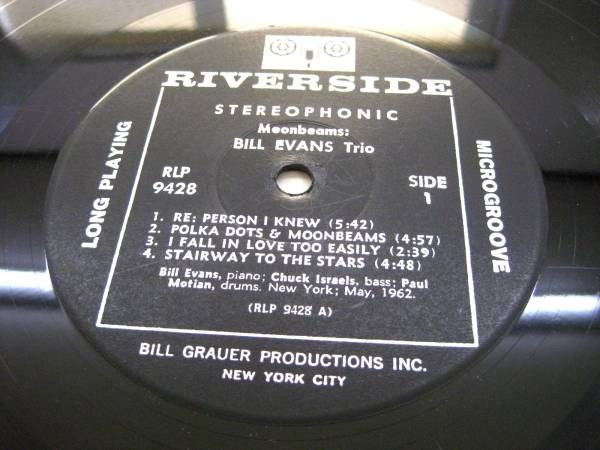 RIVERSIDE
STEREOPHONIC
Moonbeams:
BILL EVANS Trio
LONG PLAYING
MICROGROOVE
RLP
9428
SIDE
1
1. RE: PERSON I KNEW (5:42)
2. POLKA DOTS & MOONBEAMS (4:57)
3. I FALL IN LOVE TOO EASILY (2:39)
4. STAIRWAY TO THE STARS (4:48)
Bill Evans, piano; Chuck Israels, bass; Paul
Motian, drums. New York; May, 1962.
(RLP 9428 A)
BILL GRAUER PRODUCTIONS INC.
NEW YORK CITY